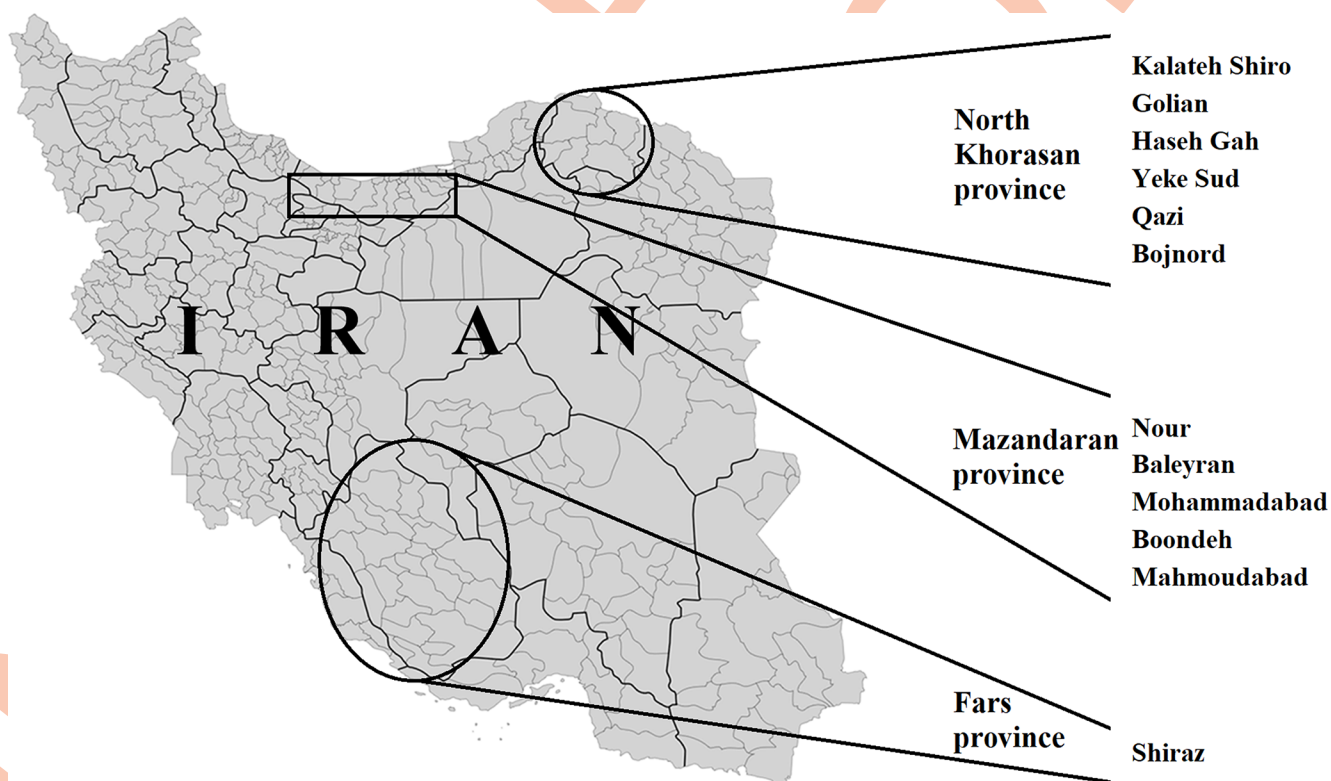 North
Khorasan
province
Kalateh Shiro
Golian
Haseh Gah
Yeke Sud
Qazi
Bojnord
I R A N
Mazandaran
province
Nour
Baleyran
Mohammadabad
Boondeh
Mahmoudabad
Fars
province
Shiraz